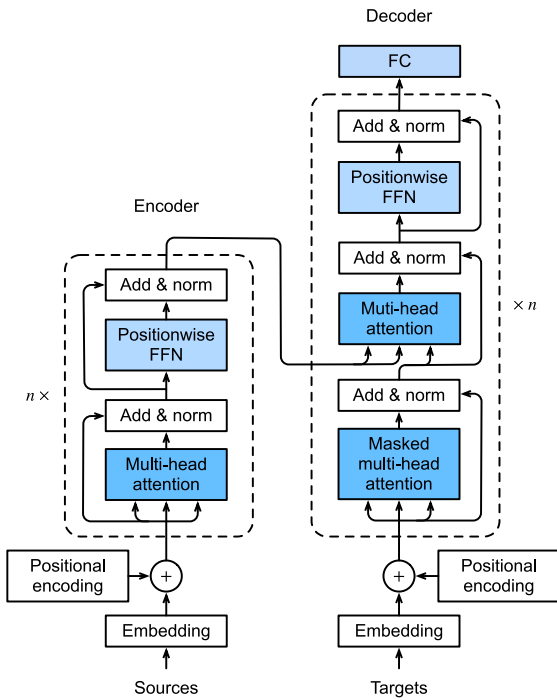 Decoder
FC
Add & norm
Positionwise
FFN
Add & norm
Muti-head
attention
Add & norm
Masked
multi-head
attention
× n
Positional
encoding
+
Embedding
Targets
Encoder
Add & norm
Positionwise
FFN
Add & norm
Multi-head
attention
n ×
Positional
encoding
+
Embedding
Sources